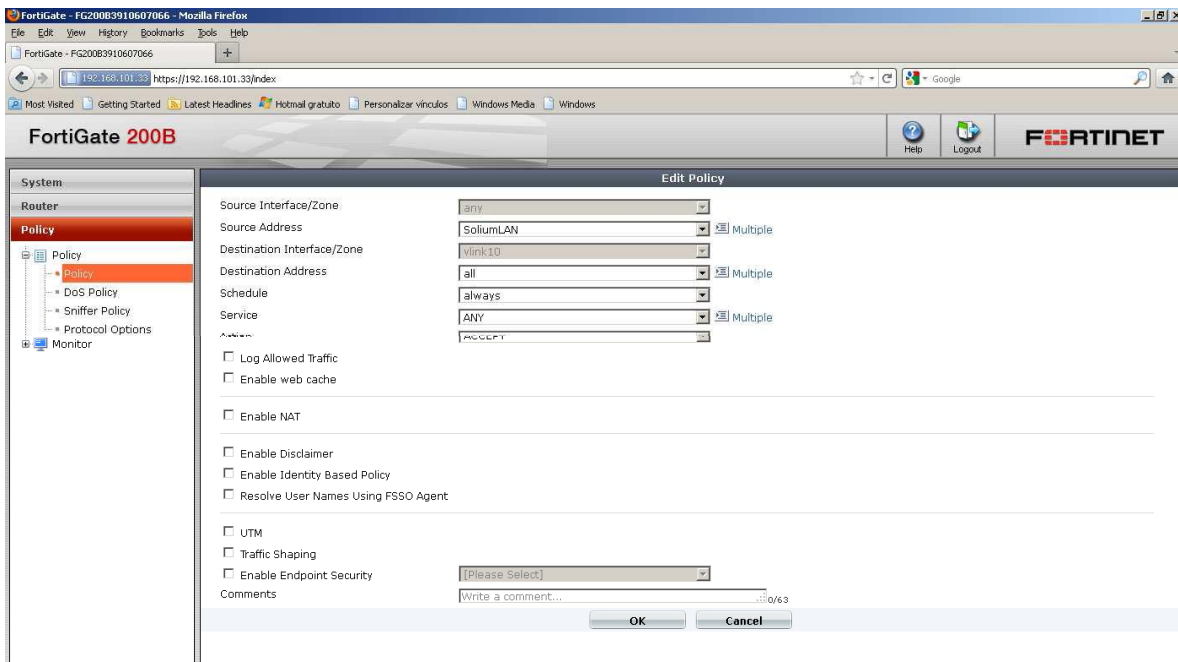 FortiGate - FG200B3910607066 - Mozilla Firefox
File Edit View History Bookmarks Tools Help
FortiGate - FG200B3910607066
192.168.101.33 https://192.168.101.33/index
Google
Most Visited Getting Started Latest Headlines Hotmail gratuito Personalizar vínculos Windows Media Windows
FortiGate 200B
Help
Logout
FORTINET
System
Router
Policy
Policy
Policy
DoS Policy
Sniffer Policy
Protocol Options
Monitor
Edit Policy
Source Interface/Zone any
Source Address SoliumLAN Multiple
Destination Interface/Zone vlink10
Destination Address all Multiple
Schedule always
Service ANY Multiple
Action ACCEPT
Log Allowed Traffic
Enable web cache
Enable NAT
Enable Disclaimer
Enable Identity Based Policy
Resolve User Names Using FSSO Agent
UTM
Traffic Shaping
Enable Endpoint Security [Please Select]
Comments Write a comment... 0/63
OK Cancel